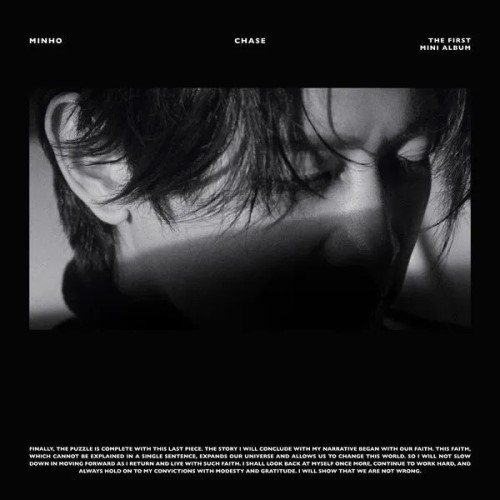 MINHO
CHASE
THE FIRST
MINI ALBUM
FINALLY, THE PUZZLE IS COMPLETE WITH THIS LAST PIECE. THE STORY I WILL CONCLUDE WITH MY NARRATIVE BEGAN WITH OUR FAITH. THIS FAITH,
WHICH CANNOT BE EXPLAINED IN A SINGLE SENTENCE, EXPANDS OUR UNIVERSE AND ALLOWS US TO CHANGE THIS WORLD. SO I WILL NOT SLOW
DOWN IN MOVING FORWARD AS I RETURN AND LIVE WITH SUCH FAITH. I SHALL LOOK BACK AT MYSELF ONCE MORE, CONTINUE TO WORK HARD, AND
ALWAYS HOLD ON TO MY CONVICTIONS WITH MODESTY AND GRATITUDE. I WILL SHOW THAT WE ARE NOT WRONG.